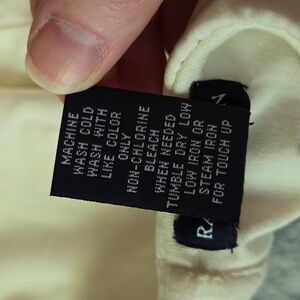 MACHINE
WASH COLD
WASH WITH
LIKE COLOR
ONLY
NON-CHLORINE
BLEACH
WHEN NEEDED
TUMBLE DRY LOW
LOW IRON OR
STEAM IRON
FOR TOUCH UP